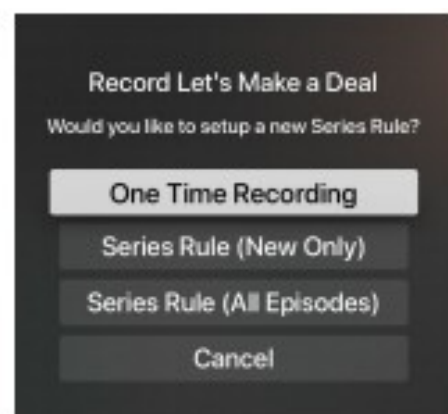 Record Let's Make a Deal
Would you like to setup a new Series Rule?
One Time Recording
Series Rule (New Only)
Series Rule (All Episodes)
Cancel